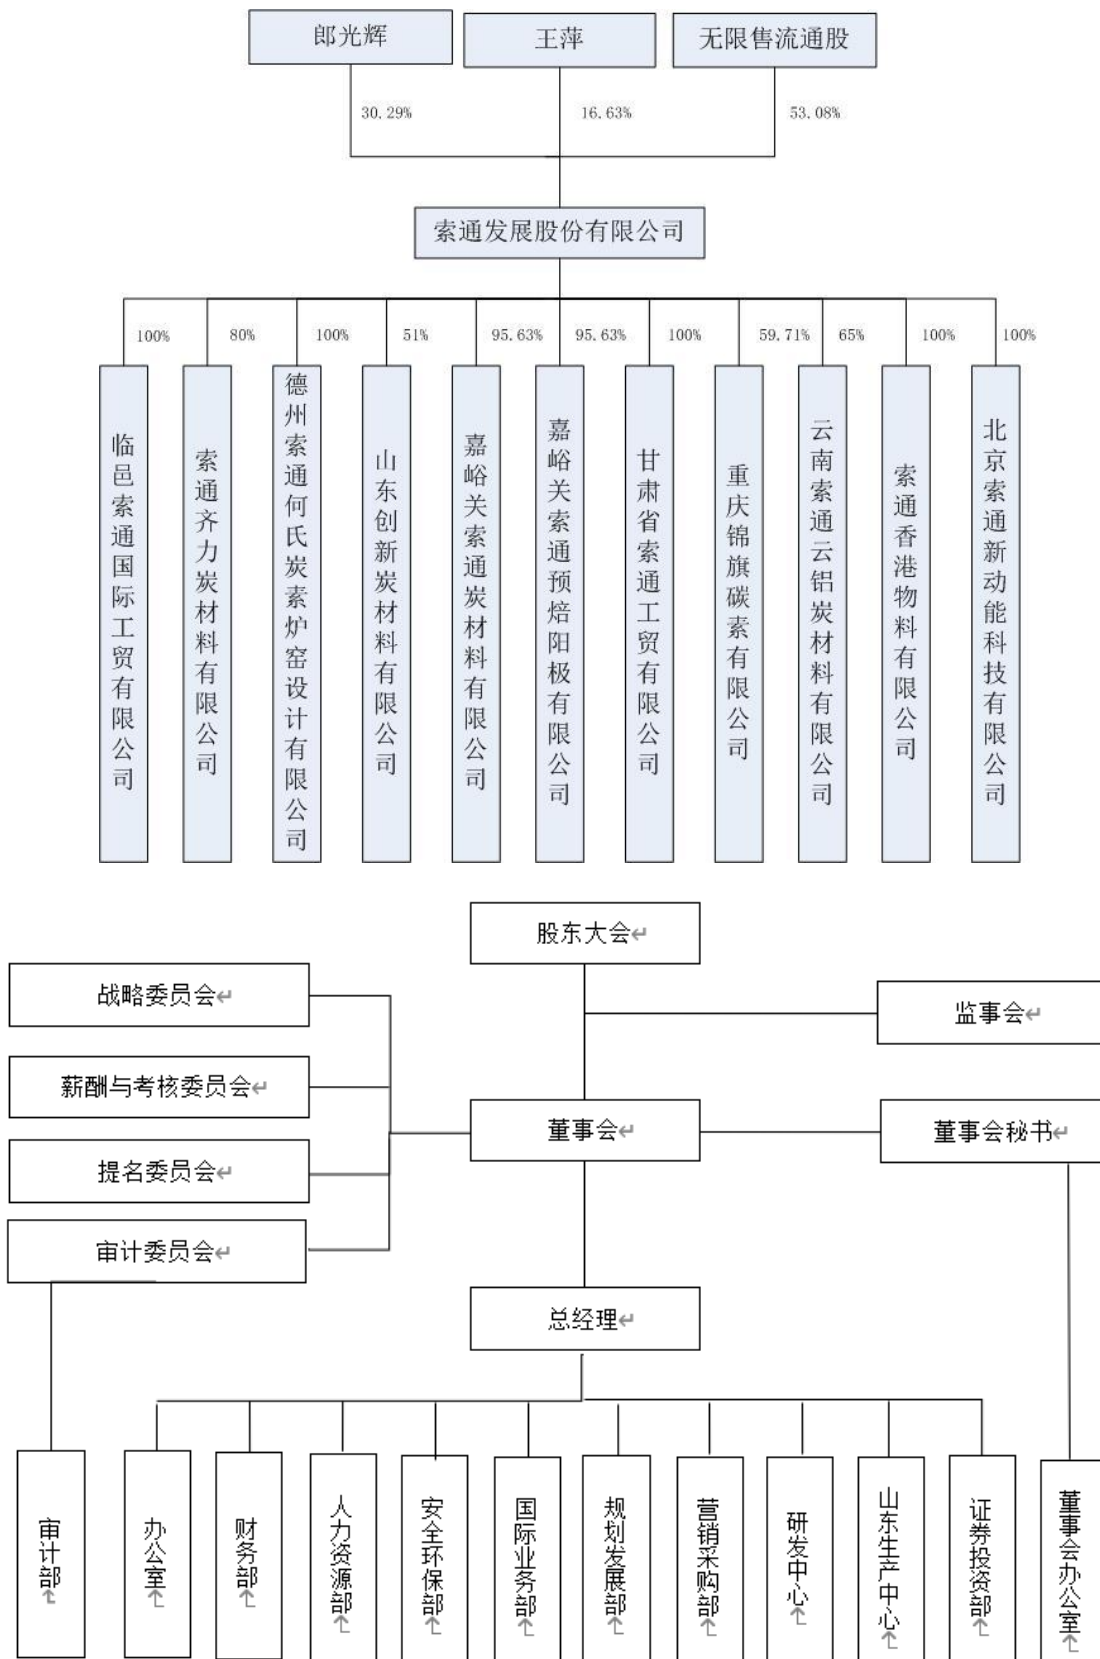 郎光辉
王萍
无限售流通股
30.29%
16.63%
53.08%
索通发展股份有限公司
100%
80%
100%
51%
95.63%
95.63%
100%
59.71%
65%
100%
100%
临邑索通国际工贸有限公司
索通齐力炭材料有限公司
德州索通何氏炭素炉窑设计有限公司
山东创新炭材料有限公司
嘉峪关索通炭材料有限公司
嘉峪关索通预焙阳极有限公司
甘肃省索通工贸有限公司
重庆锦旗碳素有限公司
云南索通云铝炭材料有限公司
索通香港物料有限公司
北京索通新动能科技有限公司
股东大会↵
战略委员会↵
监事会↵
薪酬与考核委员会↵
董事会↵
董事会秘书↵
提名委员会↵
审计委员会↵
总经理↵
审计部↵
办公室↵
财务部↵
人力资源部↵
安全环保部↵
国际业务部↵
规划发展部↵
营销采购部↵
研发中心↵
山东生产中心↵
证券投资部↵
董事会办公室↵